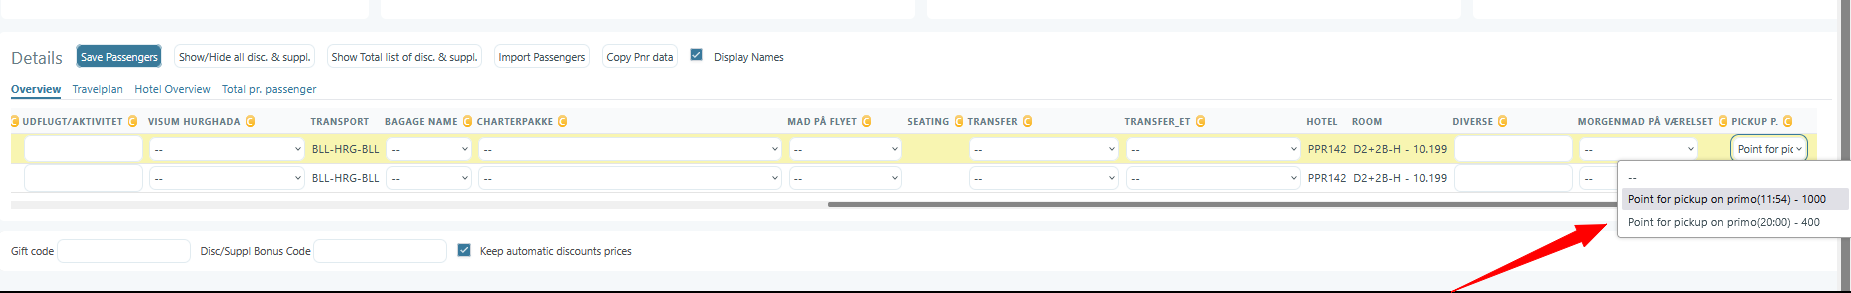 Details Save Passengers Show/Hide all disc. & suppl. Show Total list of disc. & suppl. Import Passengers Copy Pnr data Display Names
Overview Travelplan Hotel Overview Total pr. passenger
C UDFLUGT/AKTIVITET C VISUM HURGHADA C TRANSPORT BAGAGE NAME C CHARTERPAKKE C MAD PÅ FLYET C SEATING C TRANSFER C TRANSFER_ET C HOTEL ROOM DIVERSE C MORGENMAD PÅ VÆRELSET C PICKUP P. C
-- BLL-HRG-BLL -- -- -- -- -- PPR142 D2+2B-H - 10.199 -- Point for pic
-- BLL-HRG-BLL -- -- -- -- -- PPR142 D2+2B-H - 10.199 --
--
Point for pickup on primo(11:54) - 1000
Point for pickup on primo(20:00) - 400
Gift code Disc/Suppl Bonus Code Keep automatic discounts prices